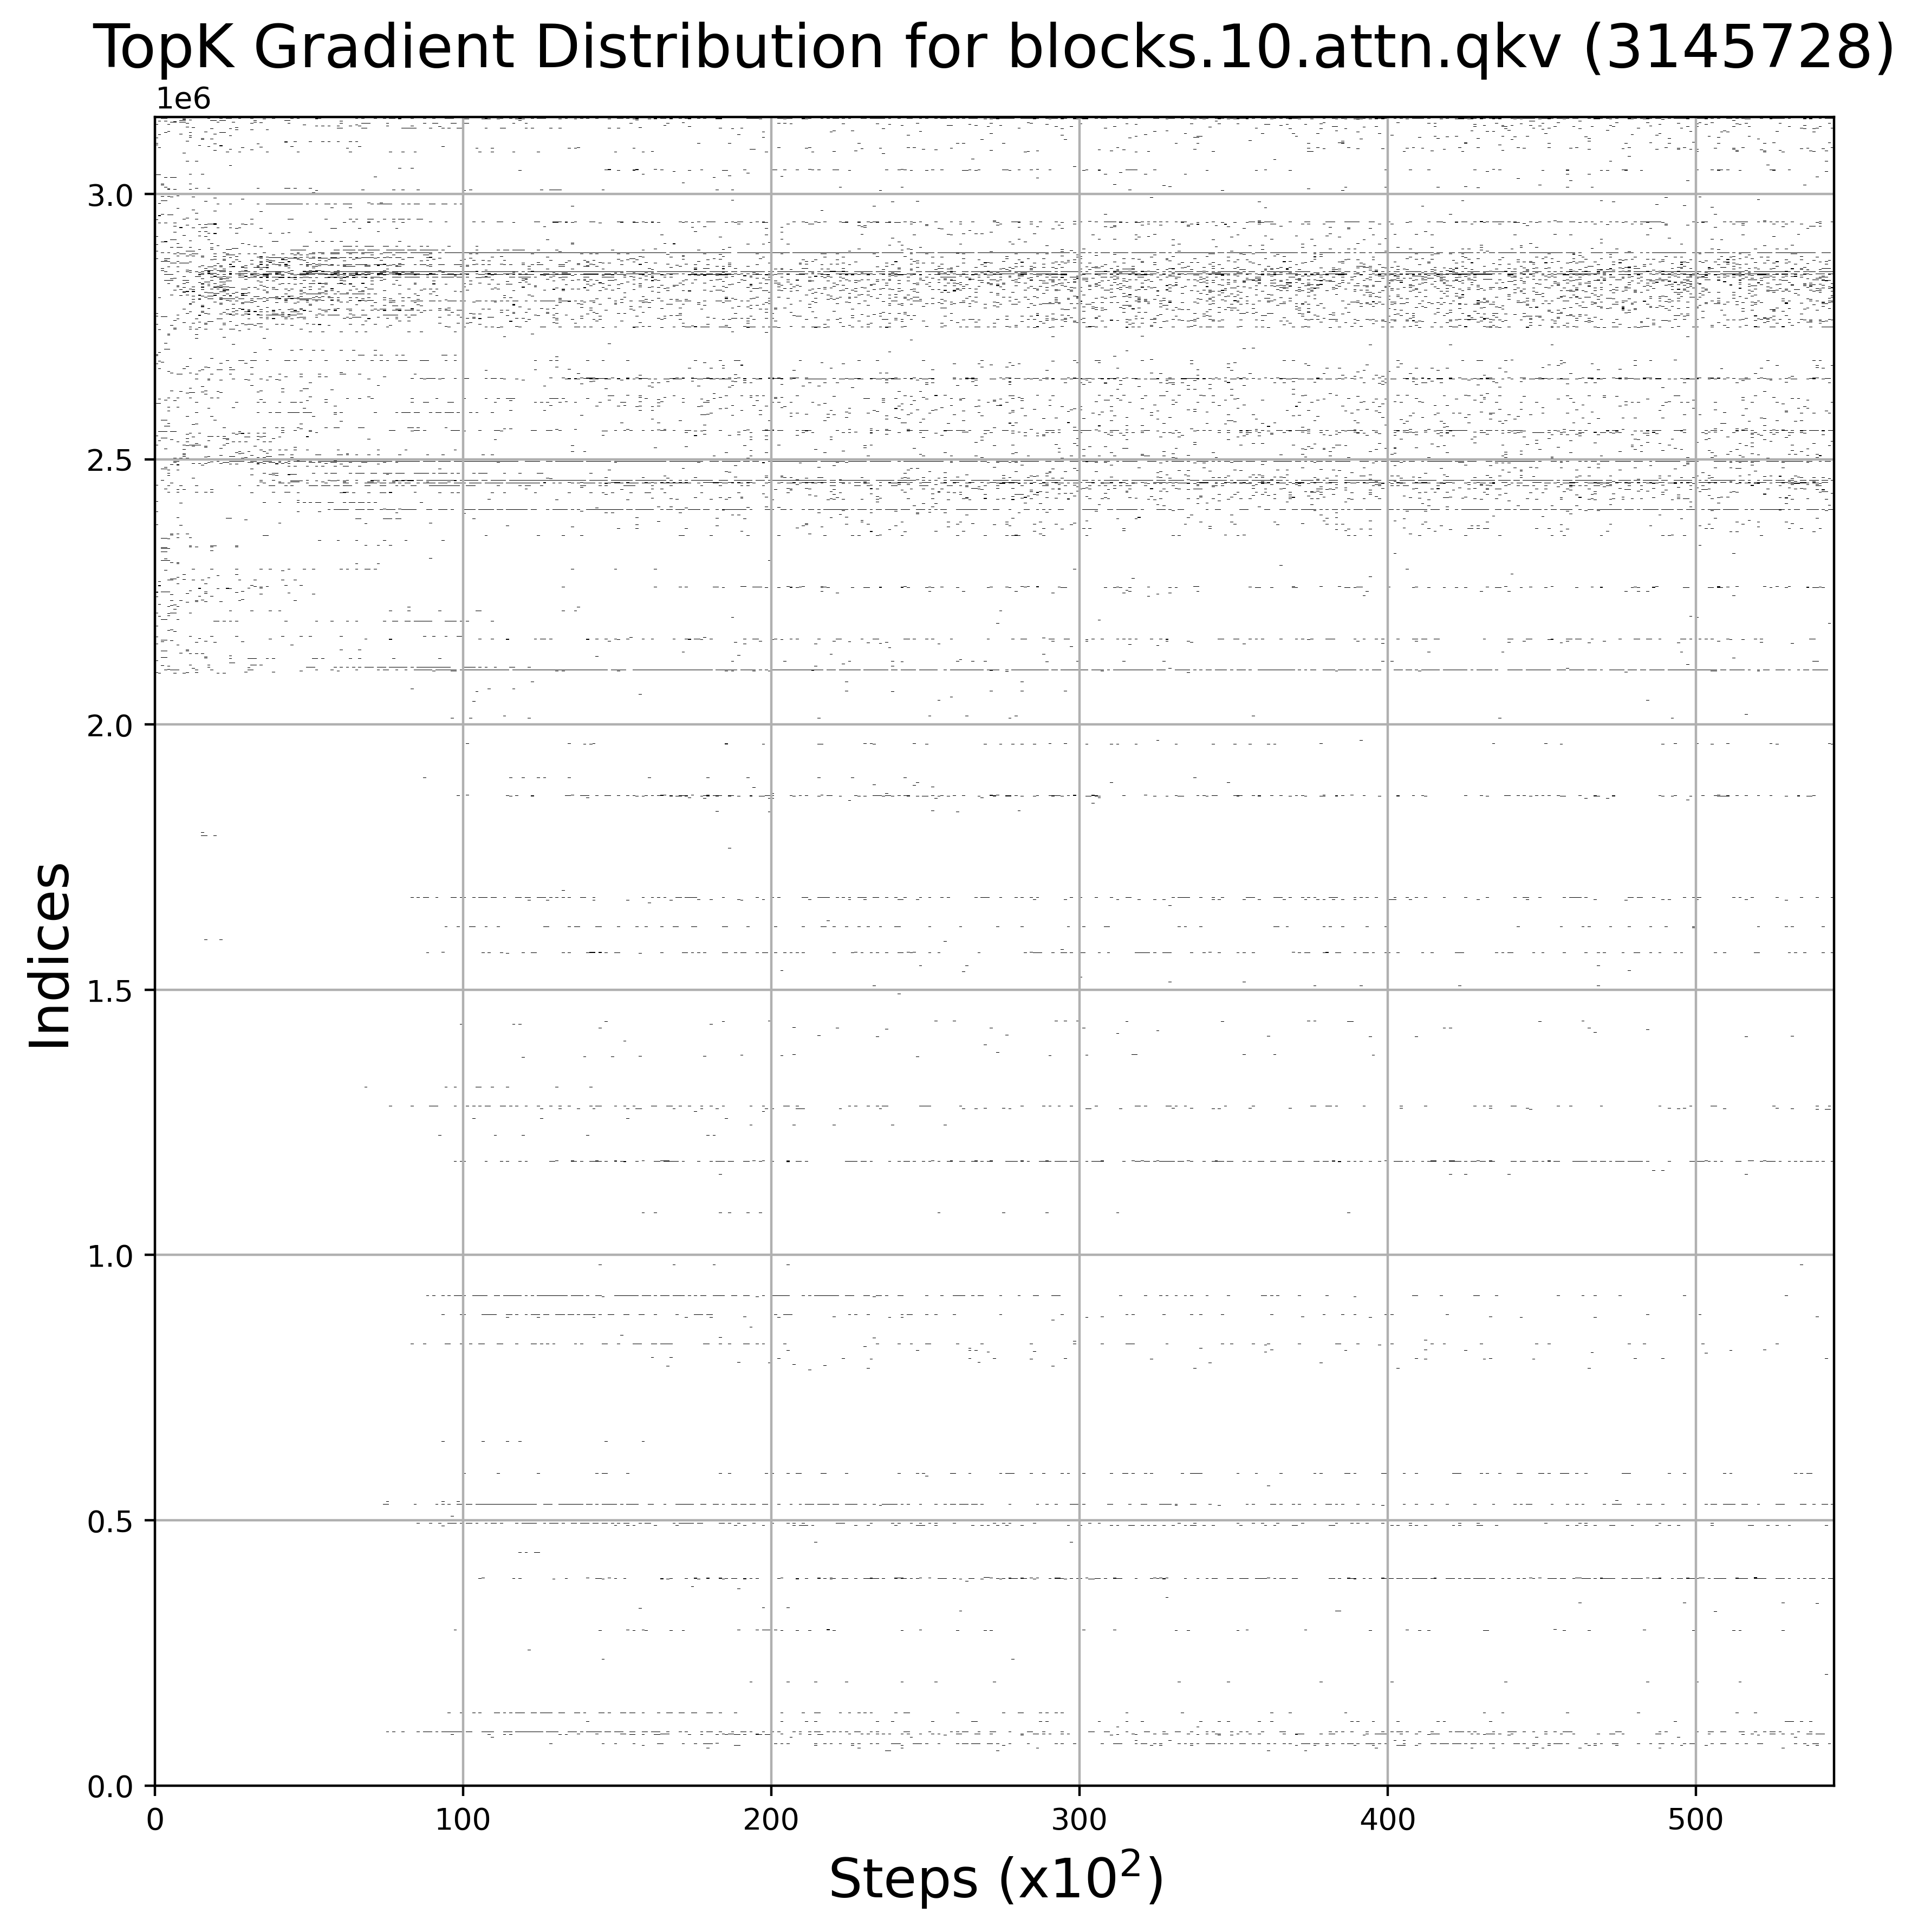 TopK Gradient Distribution for blocks.10.attn.qkv (3145728)
1e6
3.0
2.5
2.0
1.5
1.0
0.5
0.0
Indices
0 100 200 300 400 500
Steps (x10²)